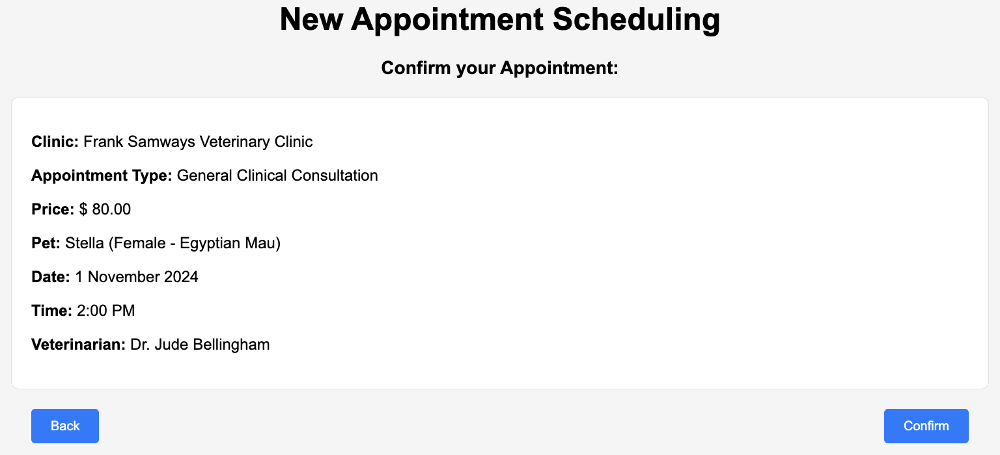 New Appointment Scheduling
Confirm your Appointment:
Clinic: Frank Samways Veterinary Clinic
Appointment Type: General Clinical Consultation
Price: $ 80.00
Pet: Stella (Female - Egyptian Mau)
Date: 1 November 2024
Time: 2:00 PM
Veterinarian: Dr. Jude Bellingham
Back
Confirm